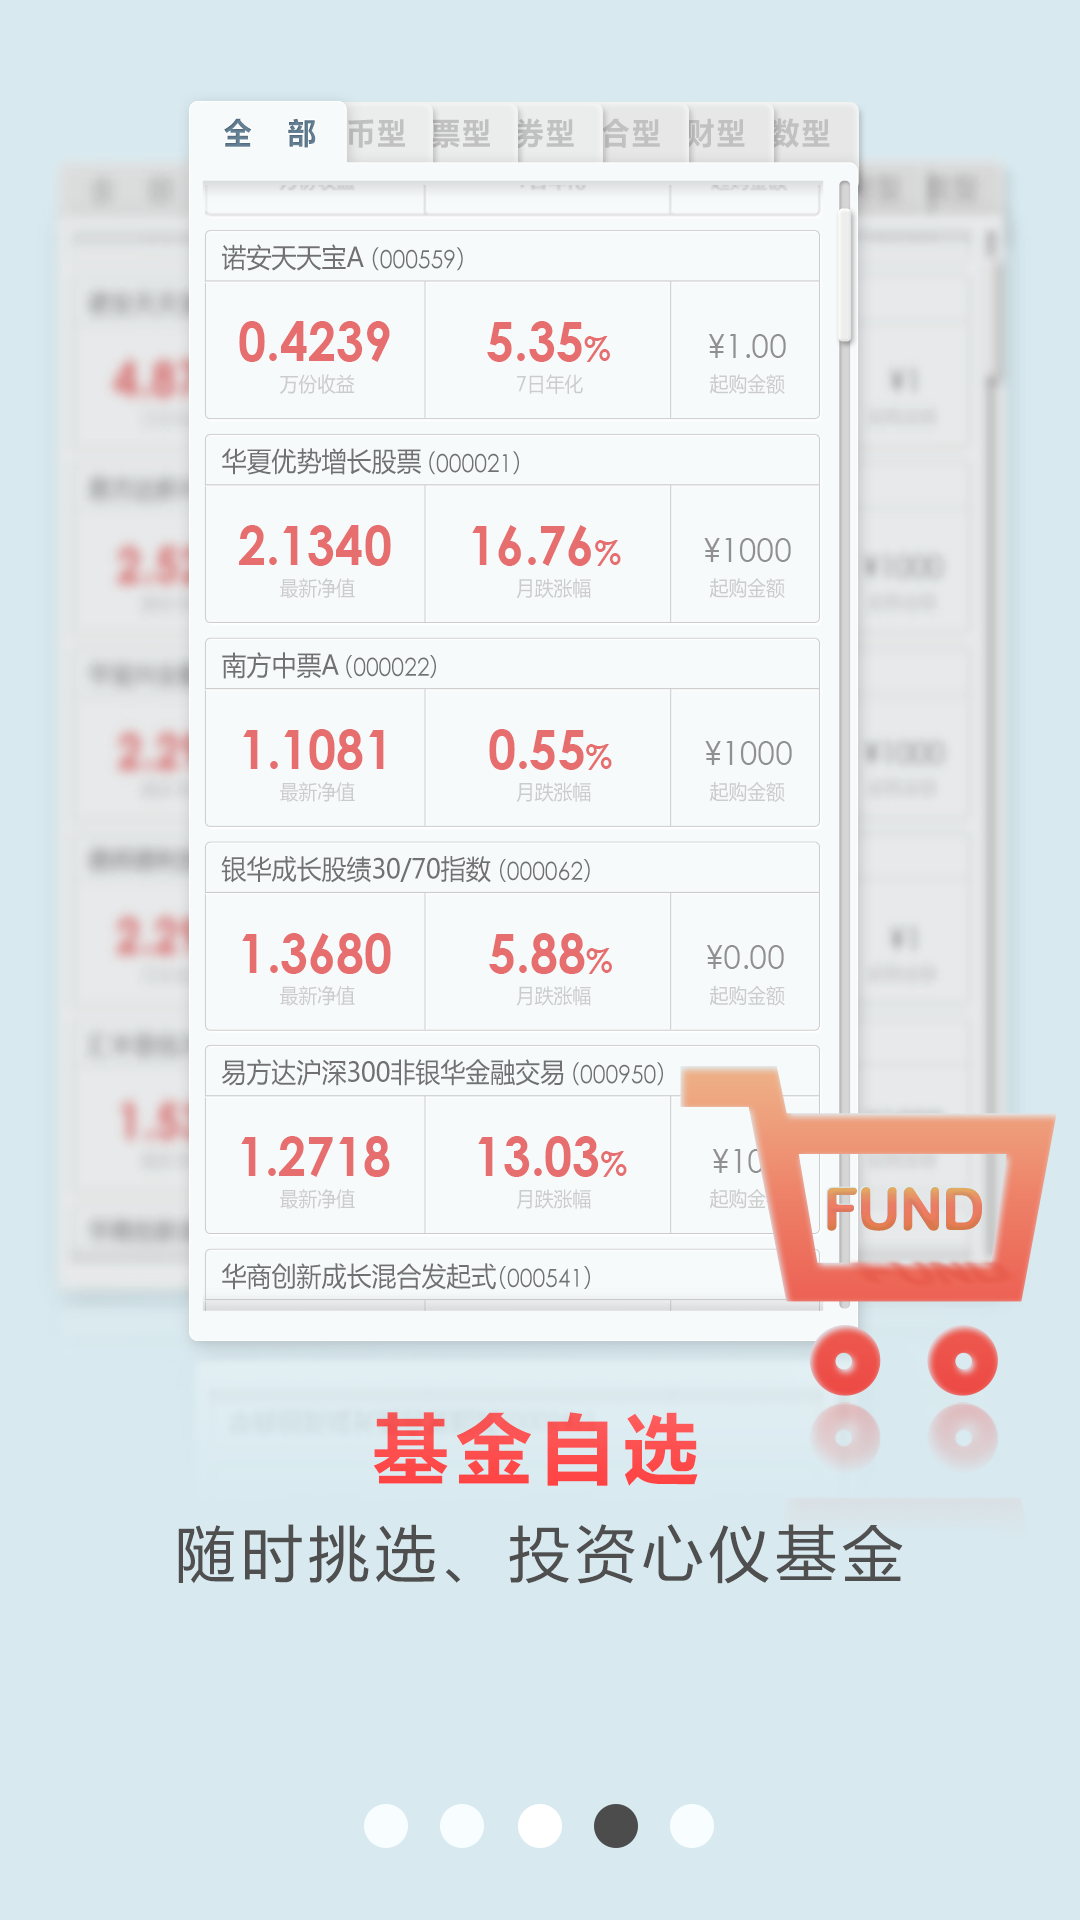 全 部 币型 票型 券型 合型 财型 数型
诺安天天宝A (000559)
0.4239 5.35% ¥1.00
万份收益 7日年化 起购金额
华夏优势增长股票 (000021)
2.1340 16.76% ¥1000
最新净值 月跌涨幅 起购金额
南方中票A (000022)
1.1081 0.55% ¥1000
最新净值 月跌涨幅 起购金额
银华成长股绩30/70指数 (000062)
1.3680 5.88% ¥0.00
最新净值 月跌涨幅 起购金额
易方达沪深300非银华金融交易 (000950)
1.2718 13.03% ¥10
最新净值 月跌涨幅 起购金
FUND
华商创新成长混合发起式(000541)
基金自选
随时挑选、投资心仪基金